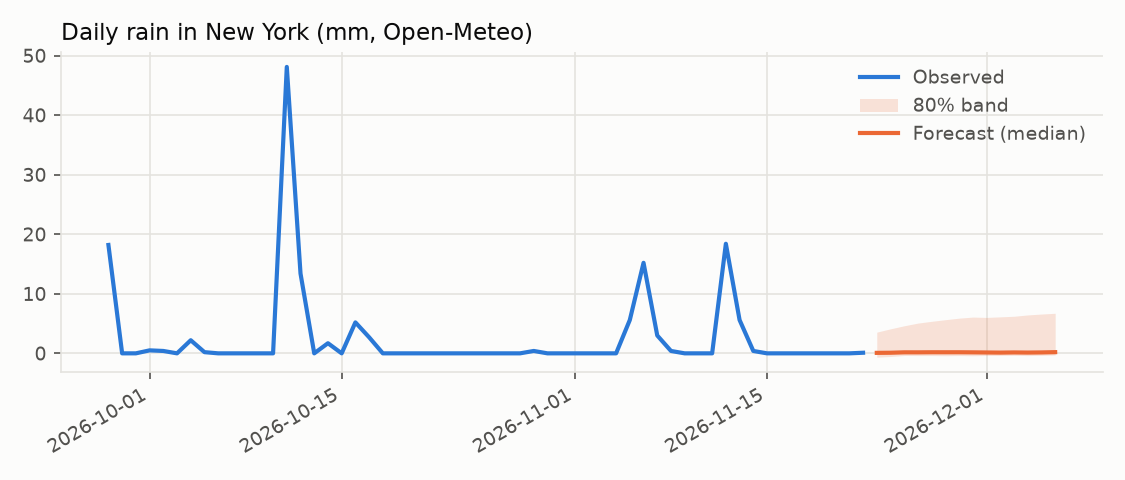 Daily rain in New York (mm, Open-Meteo)
50
40
30
20
10
0
Observed
80% band
Forecast (median)
2026-10-01
2026-10-15
2026-11-01
2026-11-15
2026-12-01